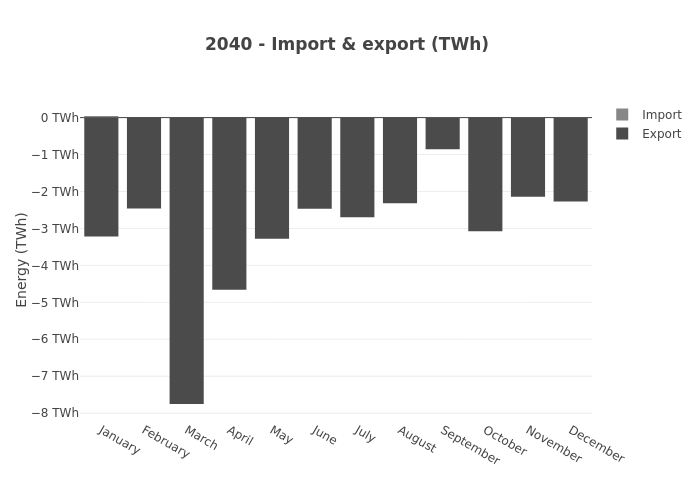 2040 - Import & export (TWh)
0 TWh
−1 TWh
−2 TWh
−3 TWh
−4 TWh
−5 TWh
−6 TWh
−7 TWh
−8 TWh
Energy (TWh)
January
February
March
April
May
June
July
August
September
October
November
December
Import
Export